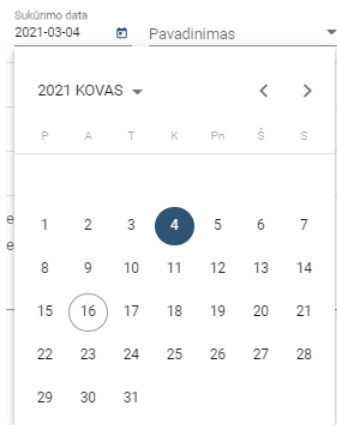 Sukūrimo data
2021-03-04 Pavadinimas
2021 KOVAS
P A T K Pn Š S
1 2 3 4 5 6 7
8 9 10 11 12 13 14
15 16 17 18 19 20 21
22 23 24 25 26 27 28
29 30 31
e
e